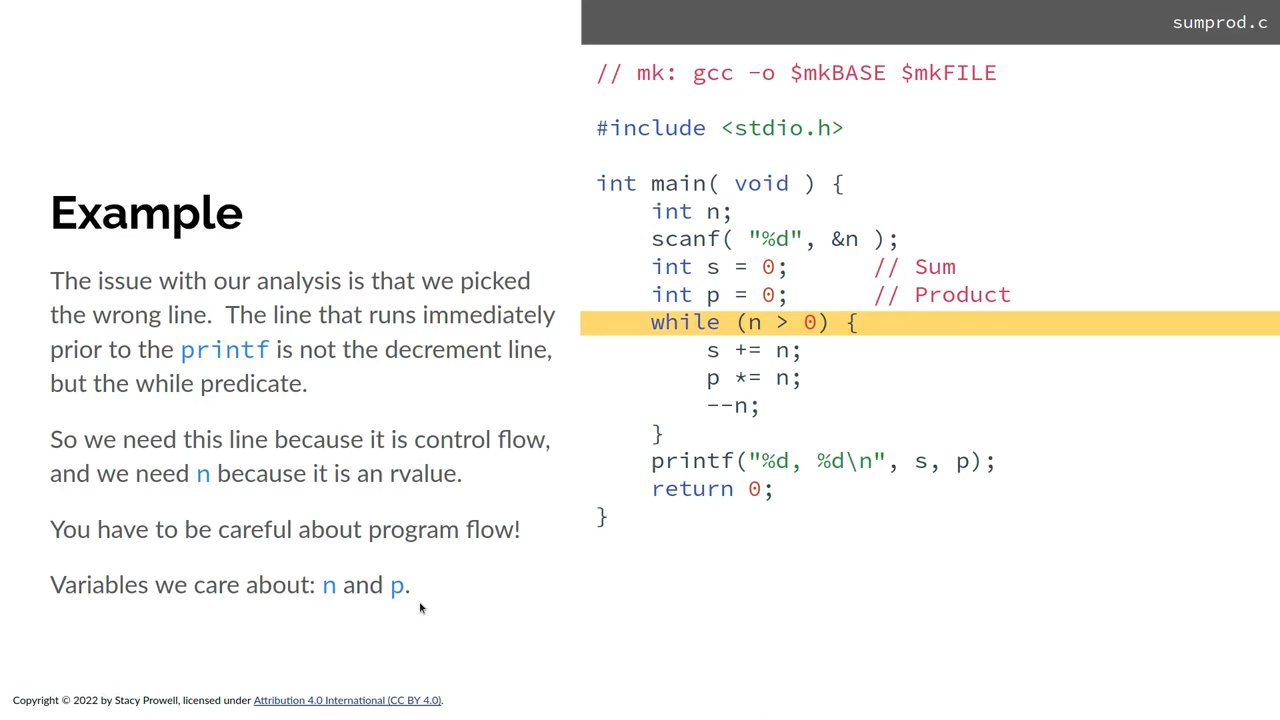 Example
The issue with our analysis is that we picked
the wrong line.  The line that runs immediately
prior to the printf is not the decrement line,
but the while predicate.
So we need this line because it is control flow,
and we need n because it is an rvalue.
You have to be careful about program flow!
Variables we care about: n and p.
sumprod.c
// mk: gcc -o $mkBASE $mkFILE
#include <stdio.h>
int main( void ) {
    int n;
    scanf( "%d", &n );
    int s = 0;      // Sum
    int p = 0;      // Product
    while (n > 0) {
        s += n;
        p *= n;
        --n;
    }
    printf("%d, %d\n", s, p);
    return 0;
}
Copyright © 2022 by Stacy Prowell, licensed under Attribution 4.0 International (CC BY 4.0).